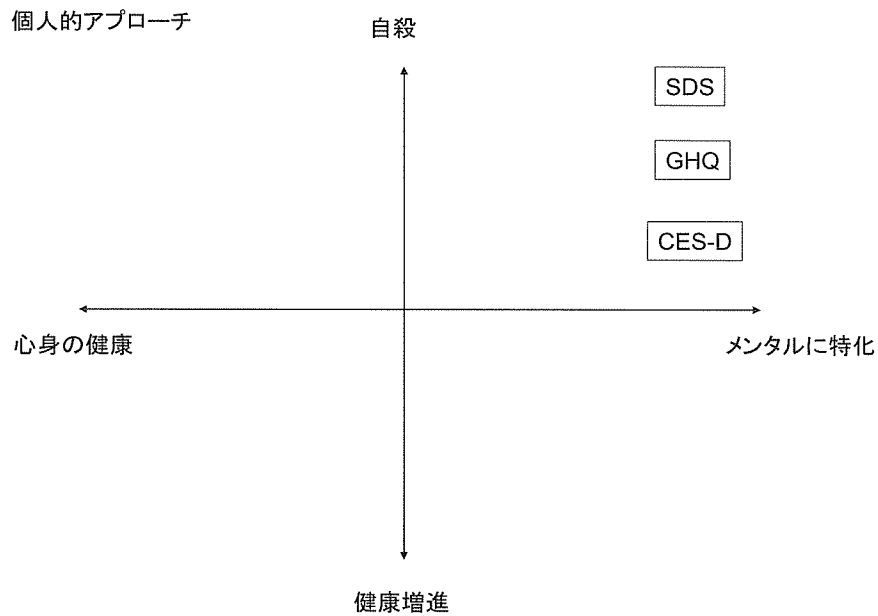 個人的アプローチ
自殺
SDS
GHQ
CES-D
心身の健康
メンタルに特化
健康増進